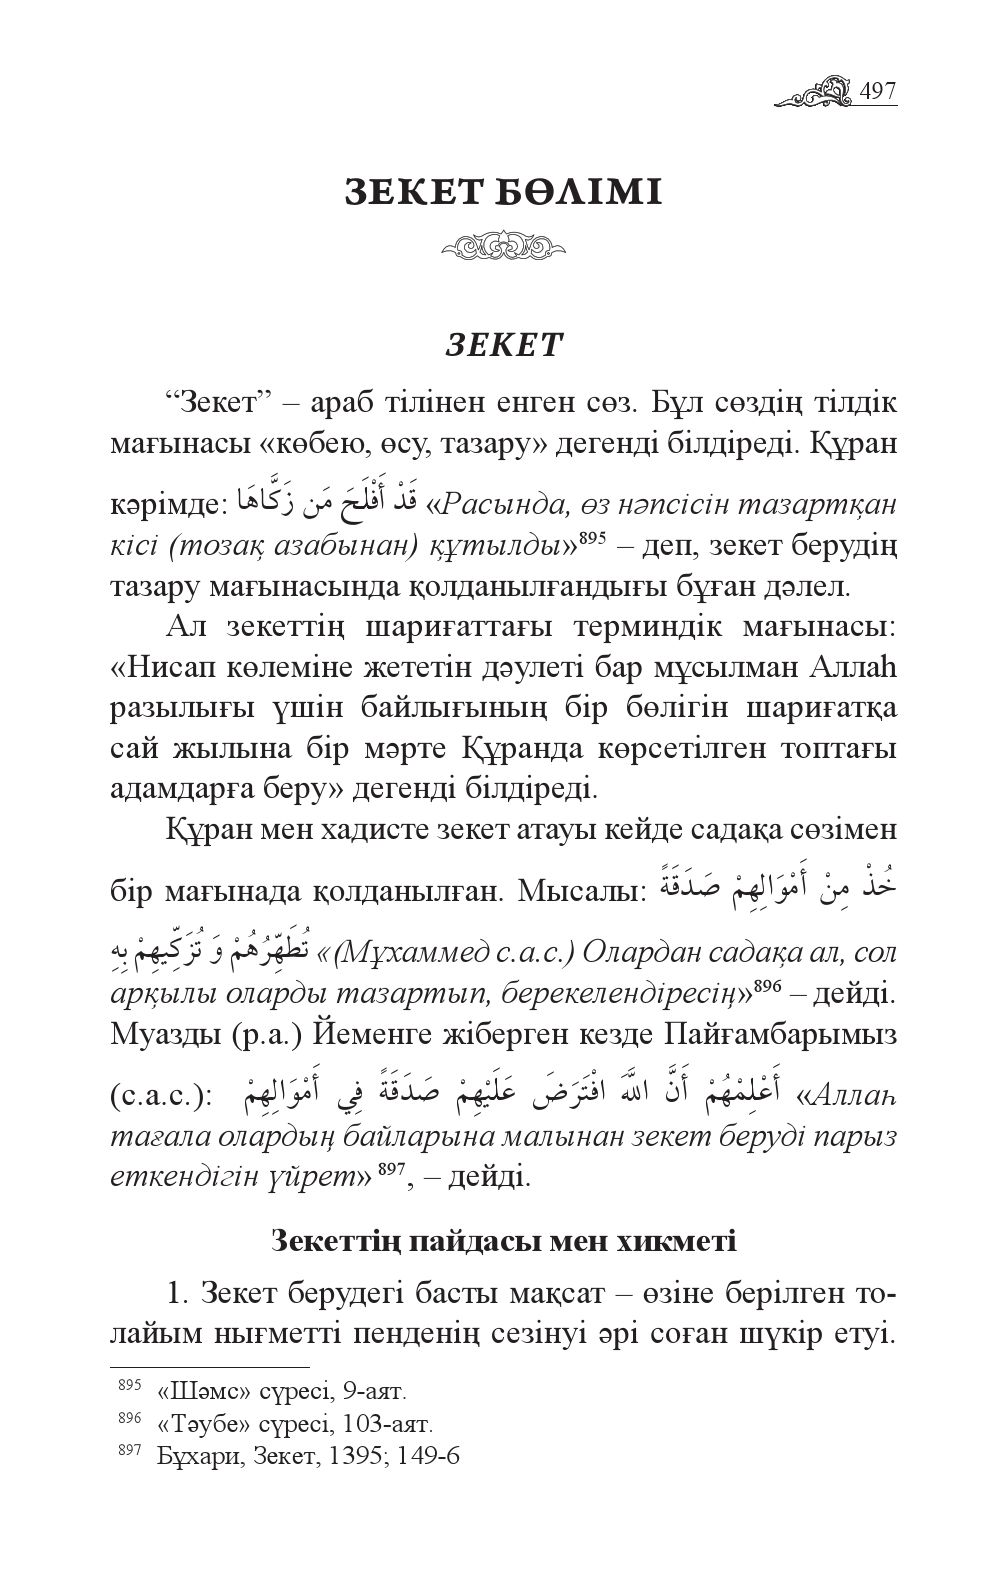 497
ЗЕКЕТ БӨЛІМІ
ЗЕКЕТ
“Зекет” – араб тілінен енген сөз. Бұл сөздің тілдік
мағынасы «көбею, өсу, тазару» дегенді білдіреді. Құран
кәрімде: قَدْ أَفْلَحَ مَن زَكَّاهَا «Расында, өз нәпсісін тазартқан
кісі (тозақ азабынан) құтылды»895 – деп, зекет берудің
тазару мағынасында қолданылғандығы бұған дәлел.
Ал зекеттің шариғаттағы терминдік мағынасы:
«Нисап көлеміне жететін дәулеті бар мұсылман Аллаһ
разылығы үшін байлығының бір бөлігін шариғатқа
сай жылына бір мәрте Құранда көрсетілген топтағы
адамдарға беру» дегенді білдіреді.
Құран мен хадисте зекет атауы кейде садақа сөзімен
бір мағынада қолданылған. Мысалы: خُذْ مِنْ أَمْوَالِهِمْ صَدَقَةً
تُطَهِّرُهُمْ وَ تُزَكِّيهِمْ بِهِ «(Мұхаммед с.а.с.) Олардан садақа ал, сол
арқылы оларды тазартып, берекелендіресің»896 – дейді.
Муазды (р.а.) Йеменге жіберген кезде Пайғамбарымыз
(с.а.с.): أَعْلِمْهُمْ أَنَّ اللَّهَ افْتَرَضَ عَلَيْهِمْ صَدَقَةً فِي أَمْوَالِهِمْ «Аллаһ
тағала олардың байларына малынан зекет беруді парыз
еткендігін үйрет» 897, – дейді.
Зекеттің пайдасы мен хикметі
1. Зекет берудегі басты мақсат – өзіне берілген то-
лайым нығметті пенденің сезінуі әрі соған шүкір етуі.
895 «Шәмс» сүресі, 9-аят.
896 «Тәубе» сүресі, 103-аят.
897 Бұхари, Зекет, 1395; 149-б